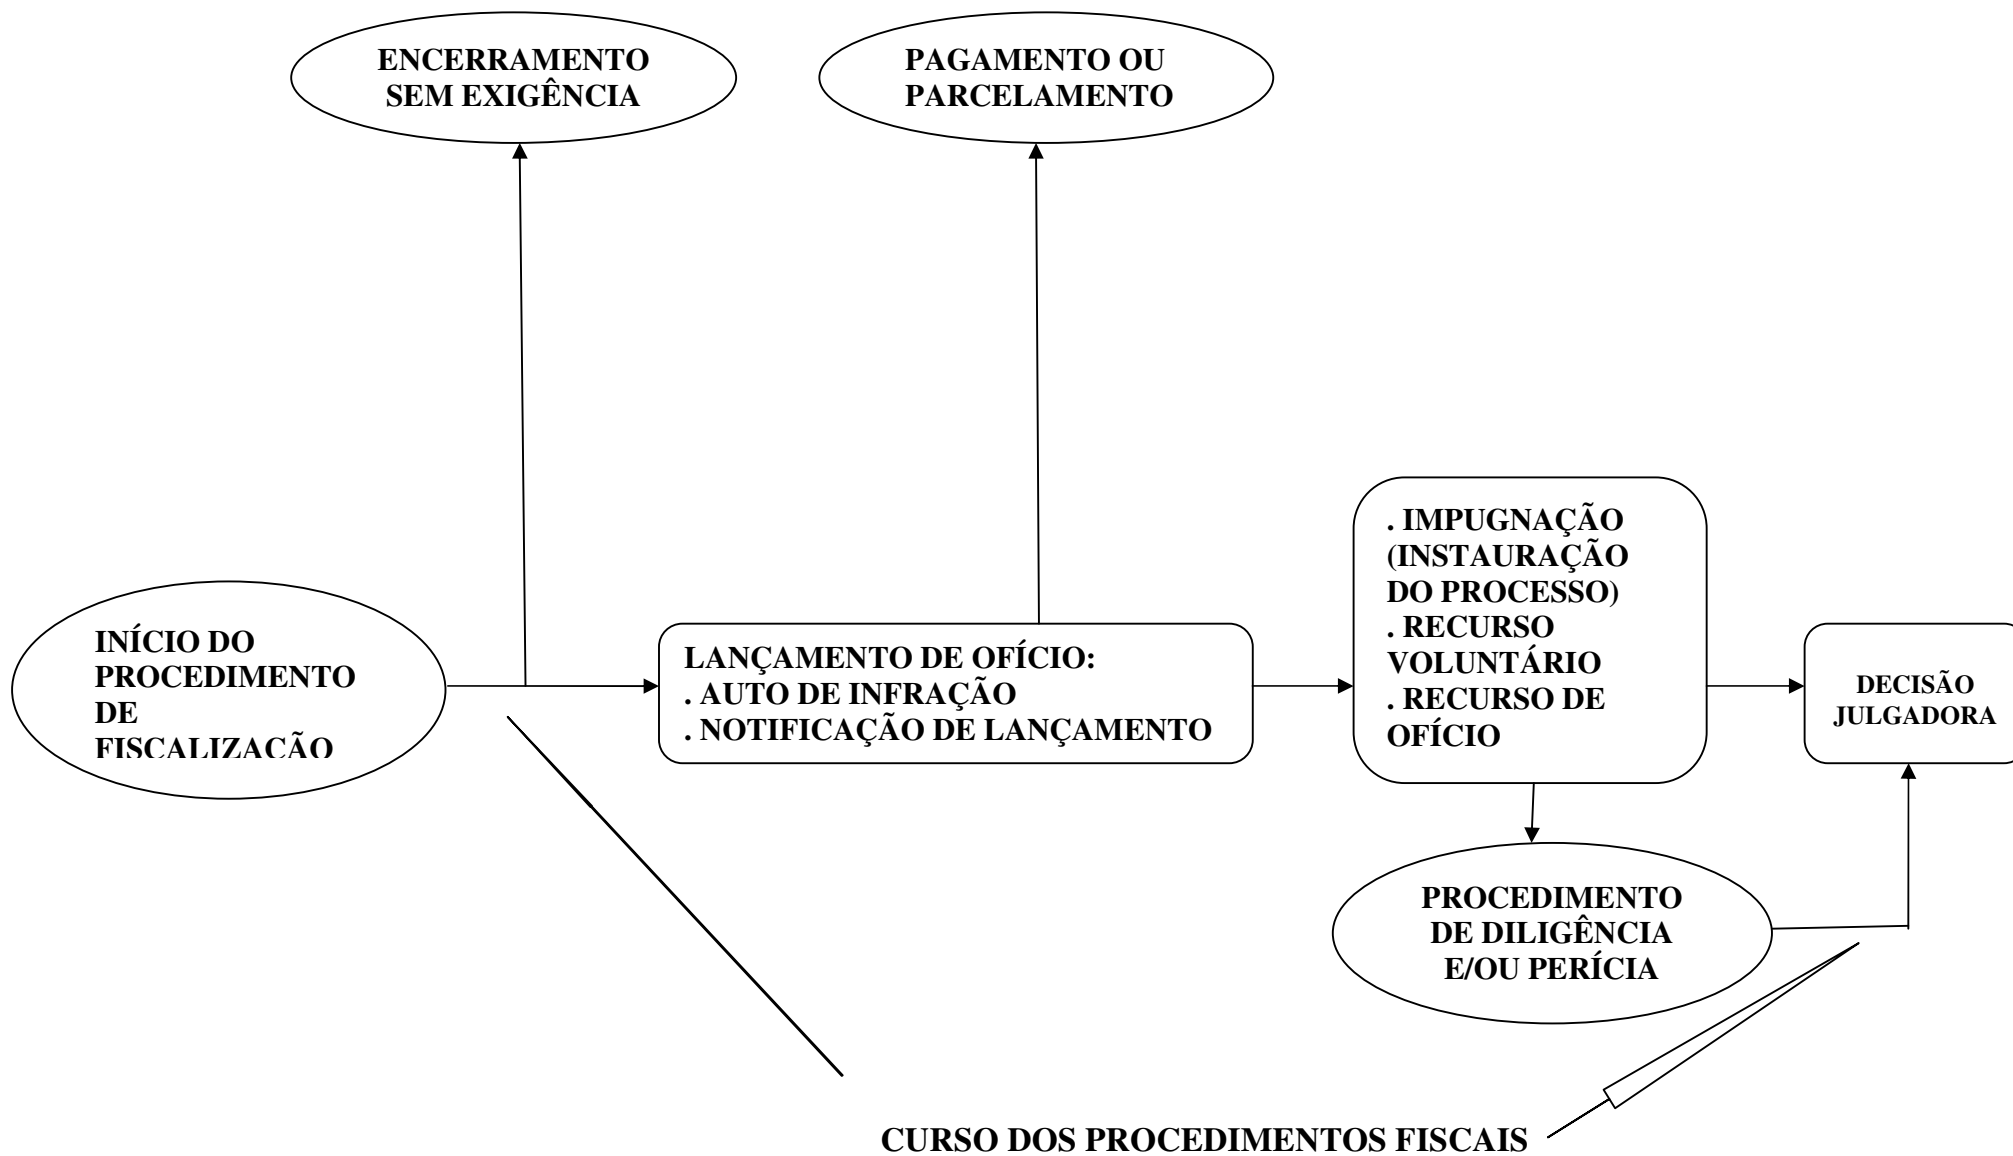 ENCERRAMENTO
SEM EXIGÊNCIA
PAGAMENTO OU
PARCELAMENTO
INÍCIO DO
PROCEDIMENTO
DE
FISCALIZAÇÃO
LANÇAMENTO DE OFÍCIO:
. AUTO DE INFRAÇÃO
. NOTIFICAÇÃO DE LANÇAMENTO
. IMPUGNAÇÃO
(INSTAURAÇÃO
DO PROCESSO)
. RECURSO
VOLUNTÁRIO
. RECURSO DE
OFÍCIO
DECISÃO
JULGADORA
PROCEDIMENTO
DE DILIGÊNCIA
E/OU PERÍCIA
CURSO DOS PROCEDIMENTOS FISCAIS